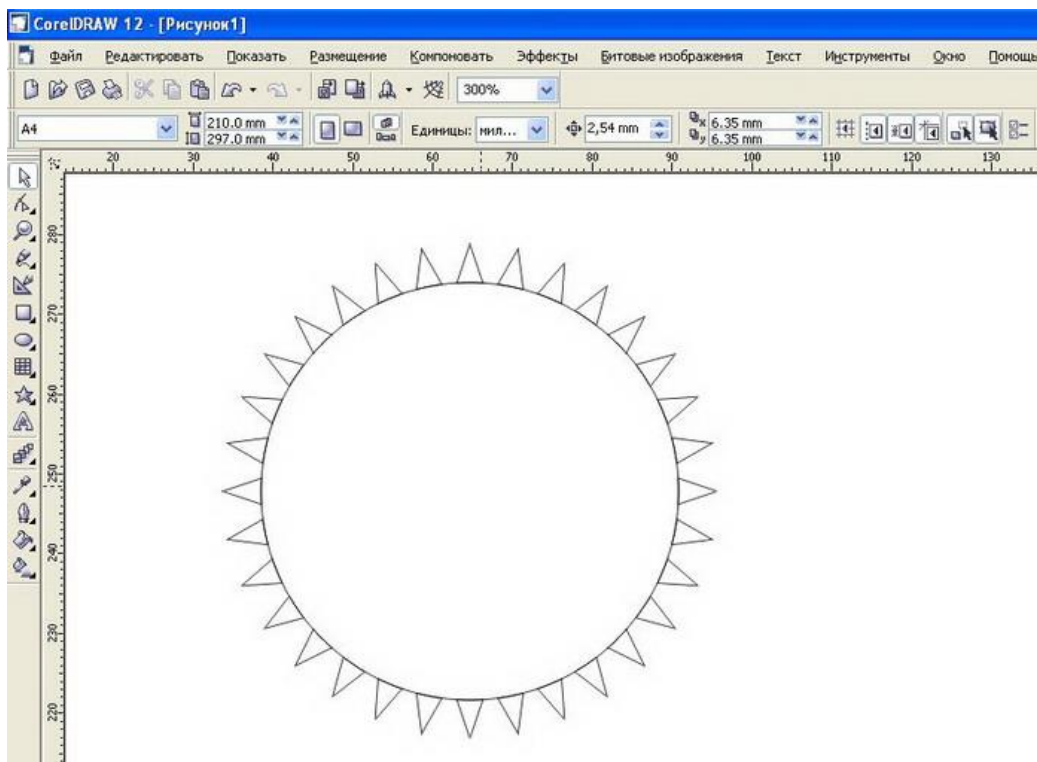 CorelDRAW 12 - [Рисунок1]
Файл Редактировать Показать Размещение Компоновать Эффекты Битовые изображения Текст Инструменты Окно Помощь
300%
A4 210.0 mm 297.0 mm Единицы: мил... 2,54 mm x 6.35 mm y 6.35 mm
20 30 40 50 60 70 80 90 100 110 120 130
280
270
260
250
240
230
220